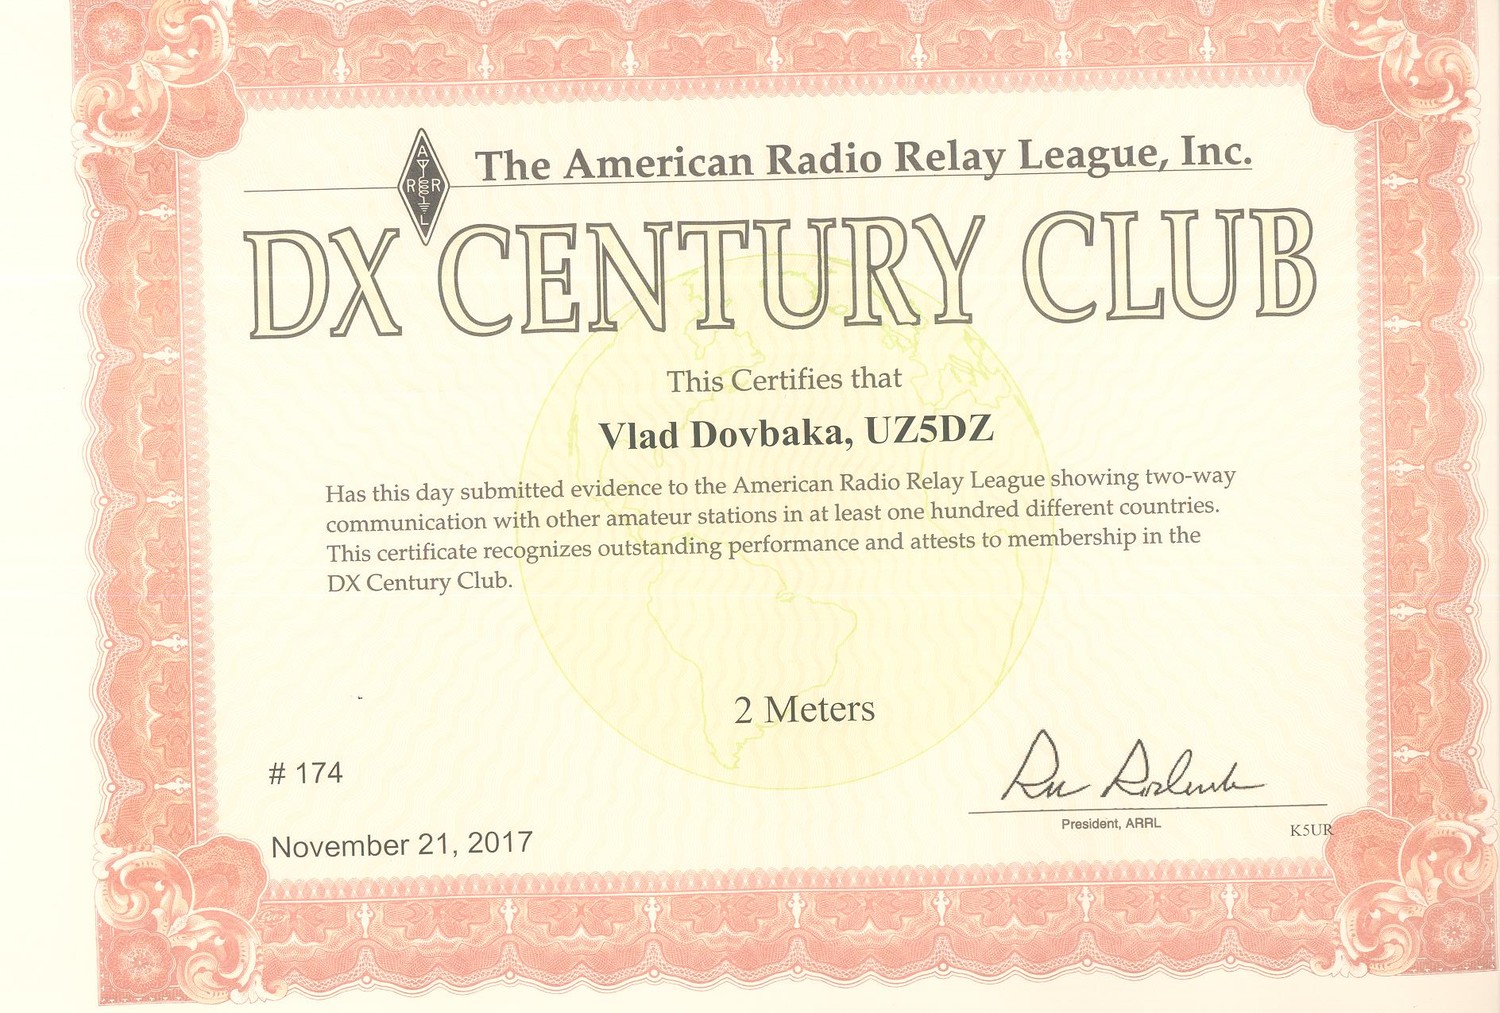 The American Radio Relay League, Inc.
A
R R
L
DX CENTURY CLUB
This Certifies that
Vlad Dovbaka, UZ5DZ
Has this day submitted evidence to the American Radio Relay League showing two-way
communication with other amateur stations in at least one hundred different countries.
This certificate recognizes outstanding performance and attests to membership in the
DX Century Club.
2 Meters
# 174
President, ARRL
K5UR
November 21, 2017